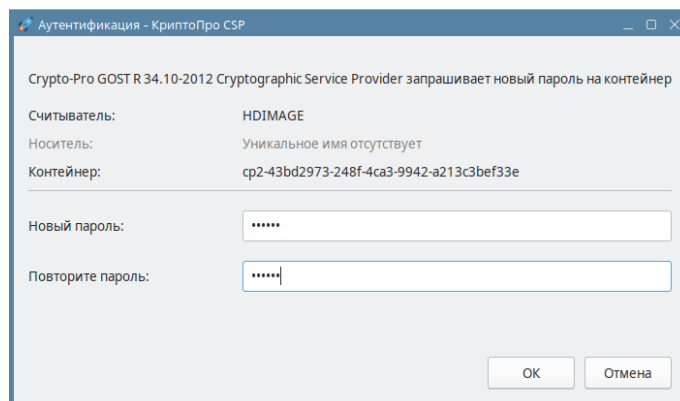 Аутентификация - КриптоПро CSP
Crypto-Pro GOST R 34.10-2012 Cryptographic Service Provider запрашивает новый пароль на контейнер
Считыватель: HDIMAGE
Носитель: Уникальное имя отсутствует
Контейнер: cp2-43bd2973-248f-4ca3-9942-a213c3bef33e
Новый пароль: ••••••
Повторите пароль: ••••••
ОК Отмена